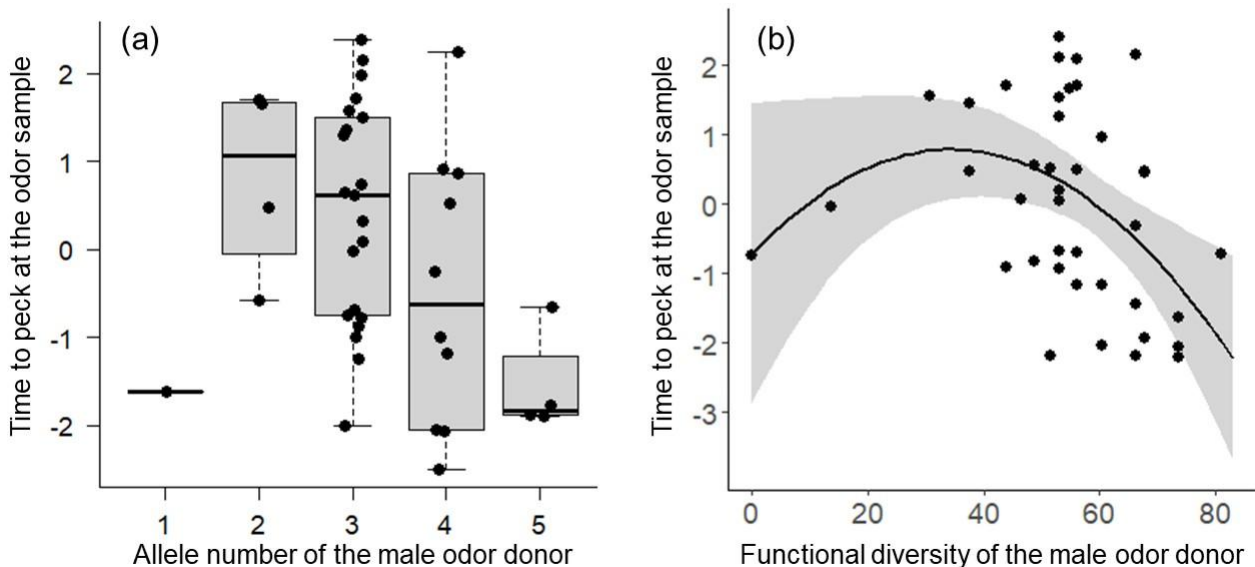 (a)
Time to peck at the odor sample
2
1
0
-1
-2
1 2 3 4 5
Allele number of the male odor donor
(b)
Time to peck at the odor sample
2
1
0
-1
-2
-3
0 20 40 60 80
Functional diversity of the male odor donor